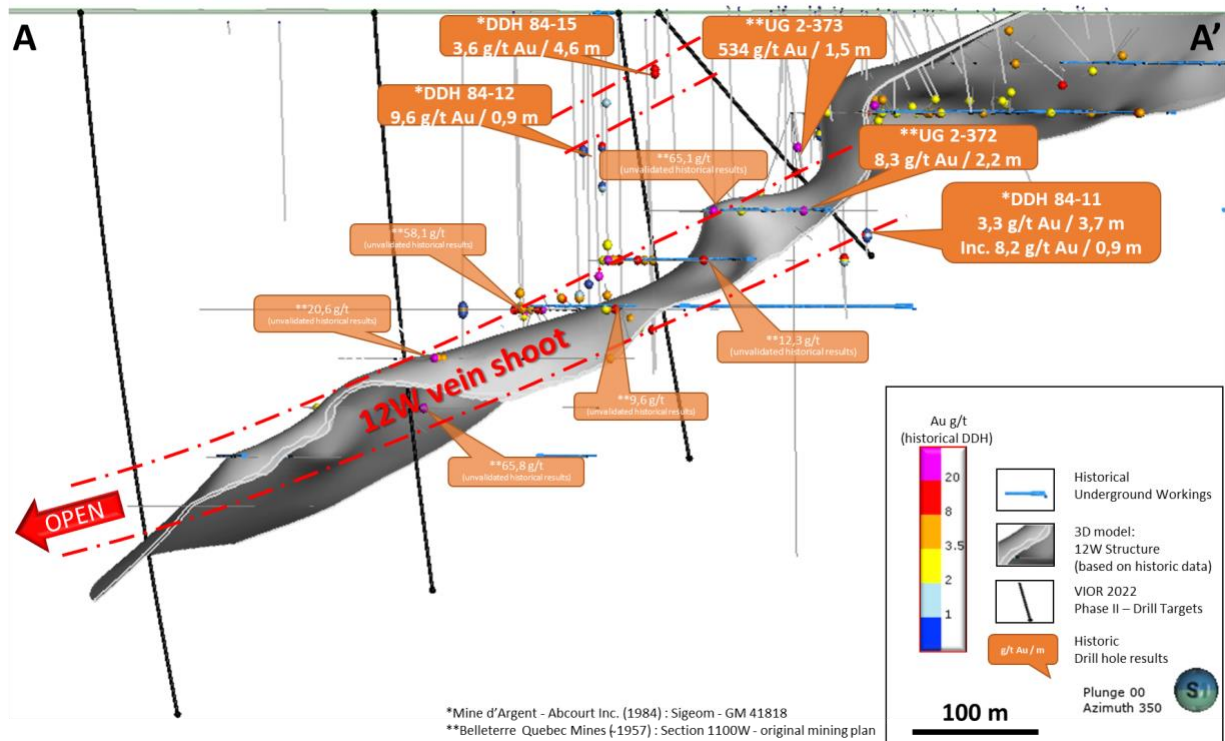 A
A'
*DDH 84-15
3,6 g/t Au / 4,6 m
**UG 2-373
534 g/t Au / 1,5 m
*DDH 84-12
9,6 g/t Au / 0,9 m
**UG 2-372
8,3 g/t Au / 2,2 m
**65,1 g/t
(unvalidated historical results)
*DDH 84-11
3,3 g/t Au / 3,7 m
Inc. 8,2 g/t Au / 0,9 m
**58,1 g/t
(unvalidated historical results)
**20,6 g/t
(unvalidated historical results)
**12,3 g/t
(unvalidated historical results)
12W vein shoot
**9,6 g/t
(unvalidated historical results)
**65,8 g/t
(unvalidated historical results)
OPEN
Au g/t
(historical DDH)
20
8
3.5
2
1
Historical
Underground Workings
3D model:
12W Structure
(based on historic data)
VIOR 2022
Phase II – Drill Targets
g/t Au / m
Historic
Drill hole results
Plunge 00
Azimuth 350
S
100 m
*Mine d'Argent - Abcourt Inc. (1984) : Sigeom - GM 41818
**Belleterre Quebec Mines (-1957) : Section 1100W - original mining plan